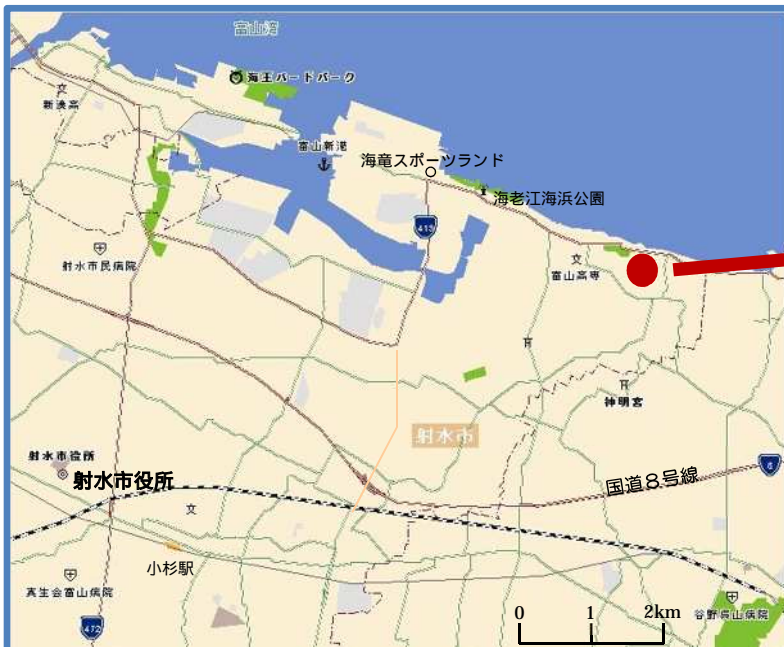 富山湾
海王バードパーク
新湊高
富山新港
海竜スポーツランド
海老江海浜公園
415
射水市民病院
富山高専
神明宮
射水市
射水市役所
射水市役所
国道8号線
8
小杉駅
真生会富山病院
472
0 1 2km
谷野呉山病院